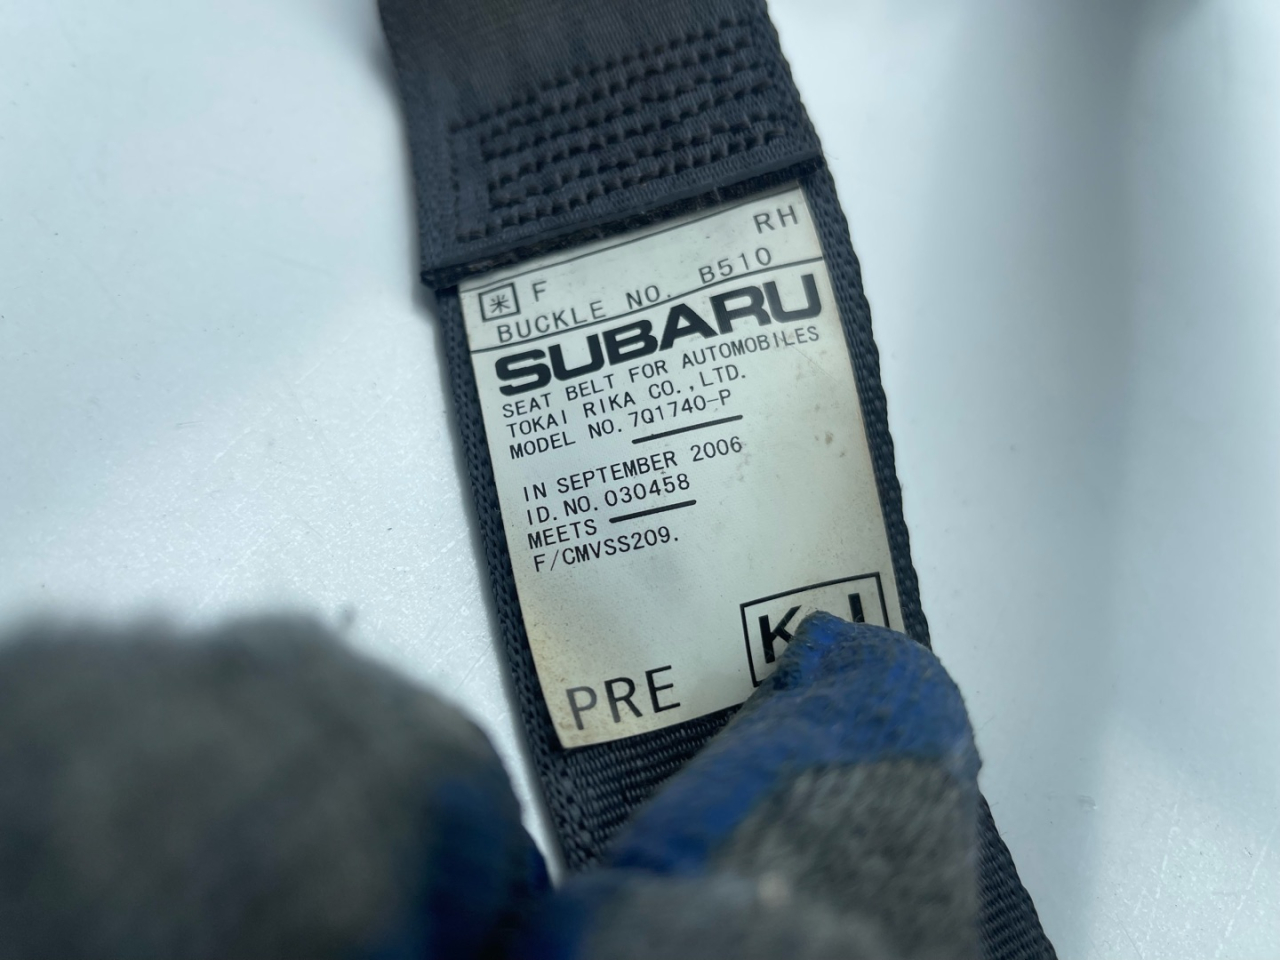 RH
米 F
BUCKLE NO. B510
SUBARU
SEAT BELT FOR AUTOMOBILES
TOKAI RIKA CO.,LTD.
MODEL NO. 7Q1740-P
IN SEPTEMBER 2006
ID. NO. 030458
MEETS
F/CMVSS209.
PRE